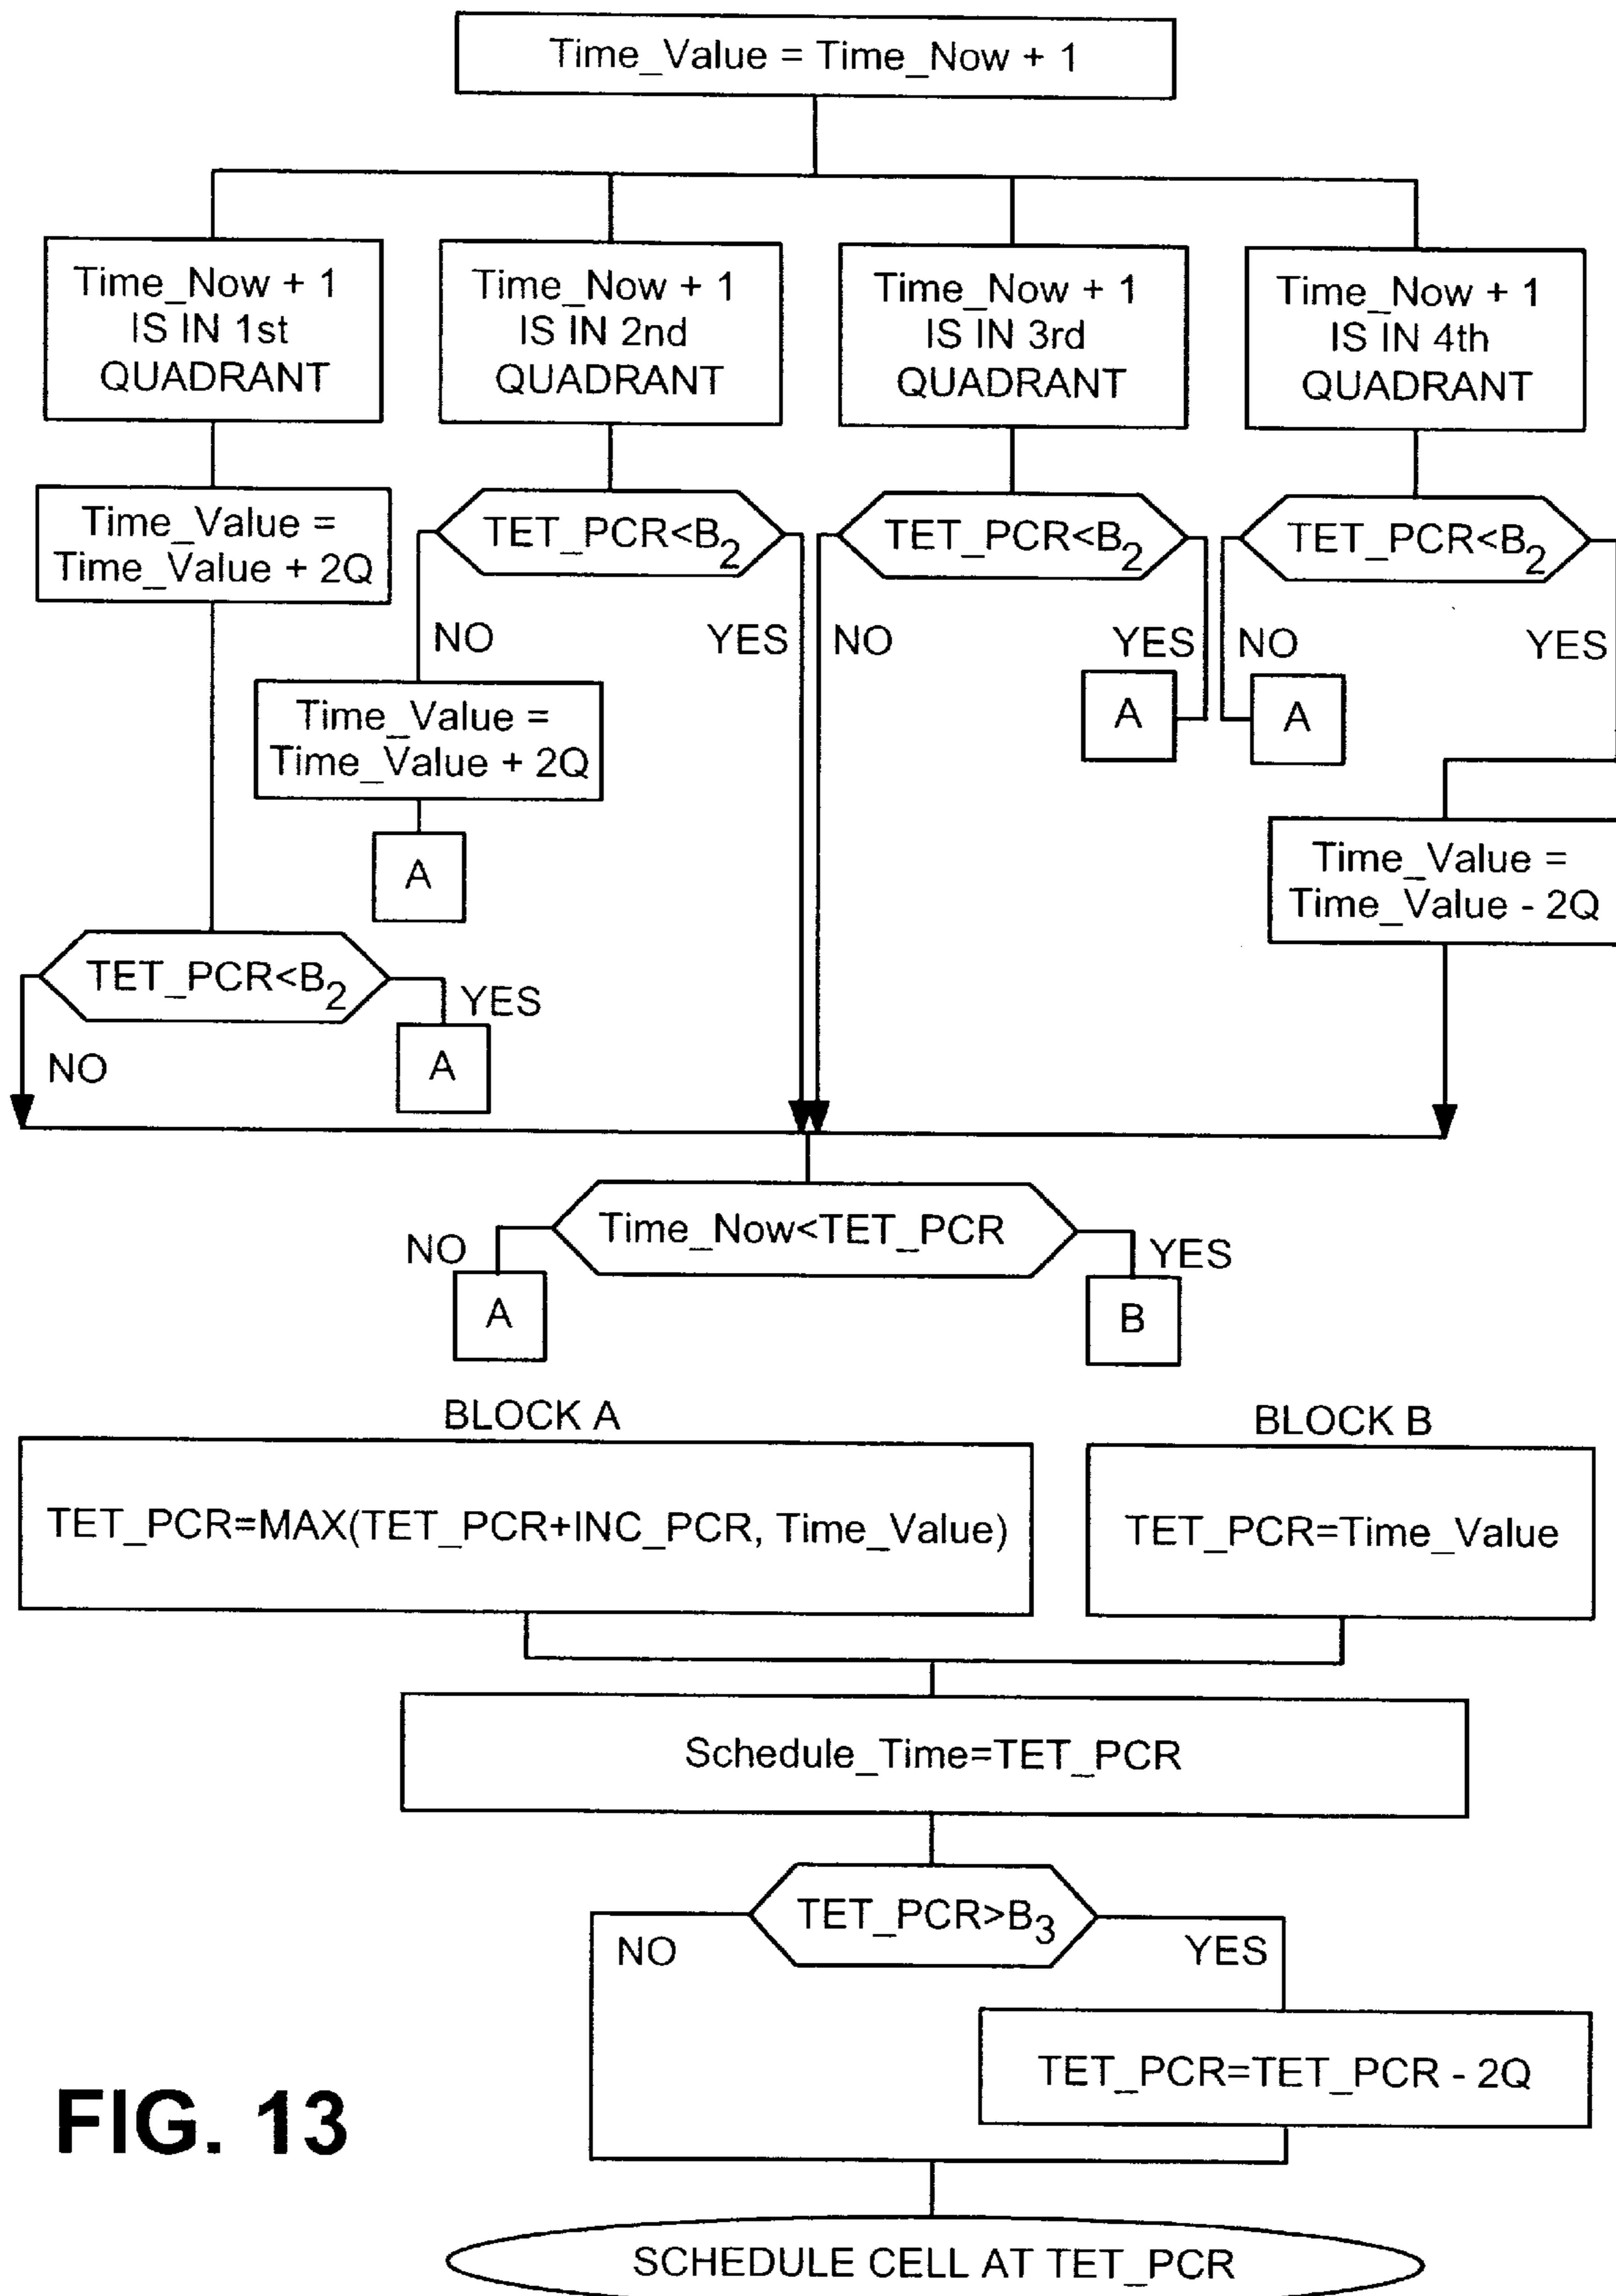 Time_Value = Time_Now + 1
Time_Now + 1
IS IN 1st
QUADRANT
Time_Now + 1
IS IN 2nd
QUADRANT
Time_Now + 1
IS IN 3rd
QUADRANT
Time_Now + 1
IS IN 4th
QUADRANT
Time_Value =
Time_Value + 2Q
TET_PCR<B2
TET_PCR<B2
TET_PCR<B2
NO
YES
NO
YES
NO
YES
Time_Value =
Time_Value + 2Q
A
A
A
Time_Value =
Time_Value - 2Q
TET_PCR<B2
YES
NO
A
Time_Now<TET_PCR
NO
YES
A
B
BLOCK A
BLOCK B
TET_PCR=MAX(TET_PCR+INC_PCR, Time_Value)
TET_PCR=Time_Value
Schedule_Time=TET_PCR
TET_PCR>B3
NO
YES
TET_PCR=TET_PCR - 2Q
FIG. 13
SCHEDULE CELL AT TET_PCR